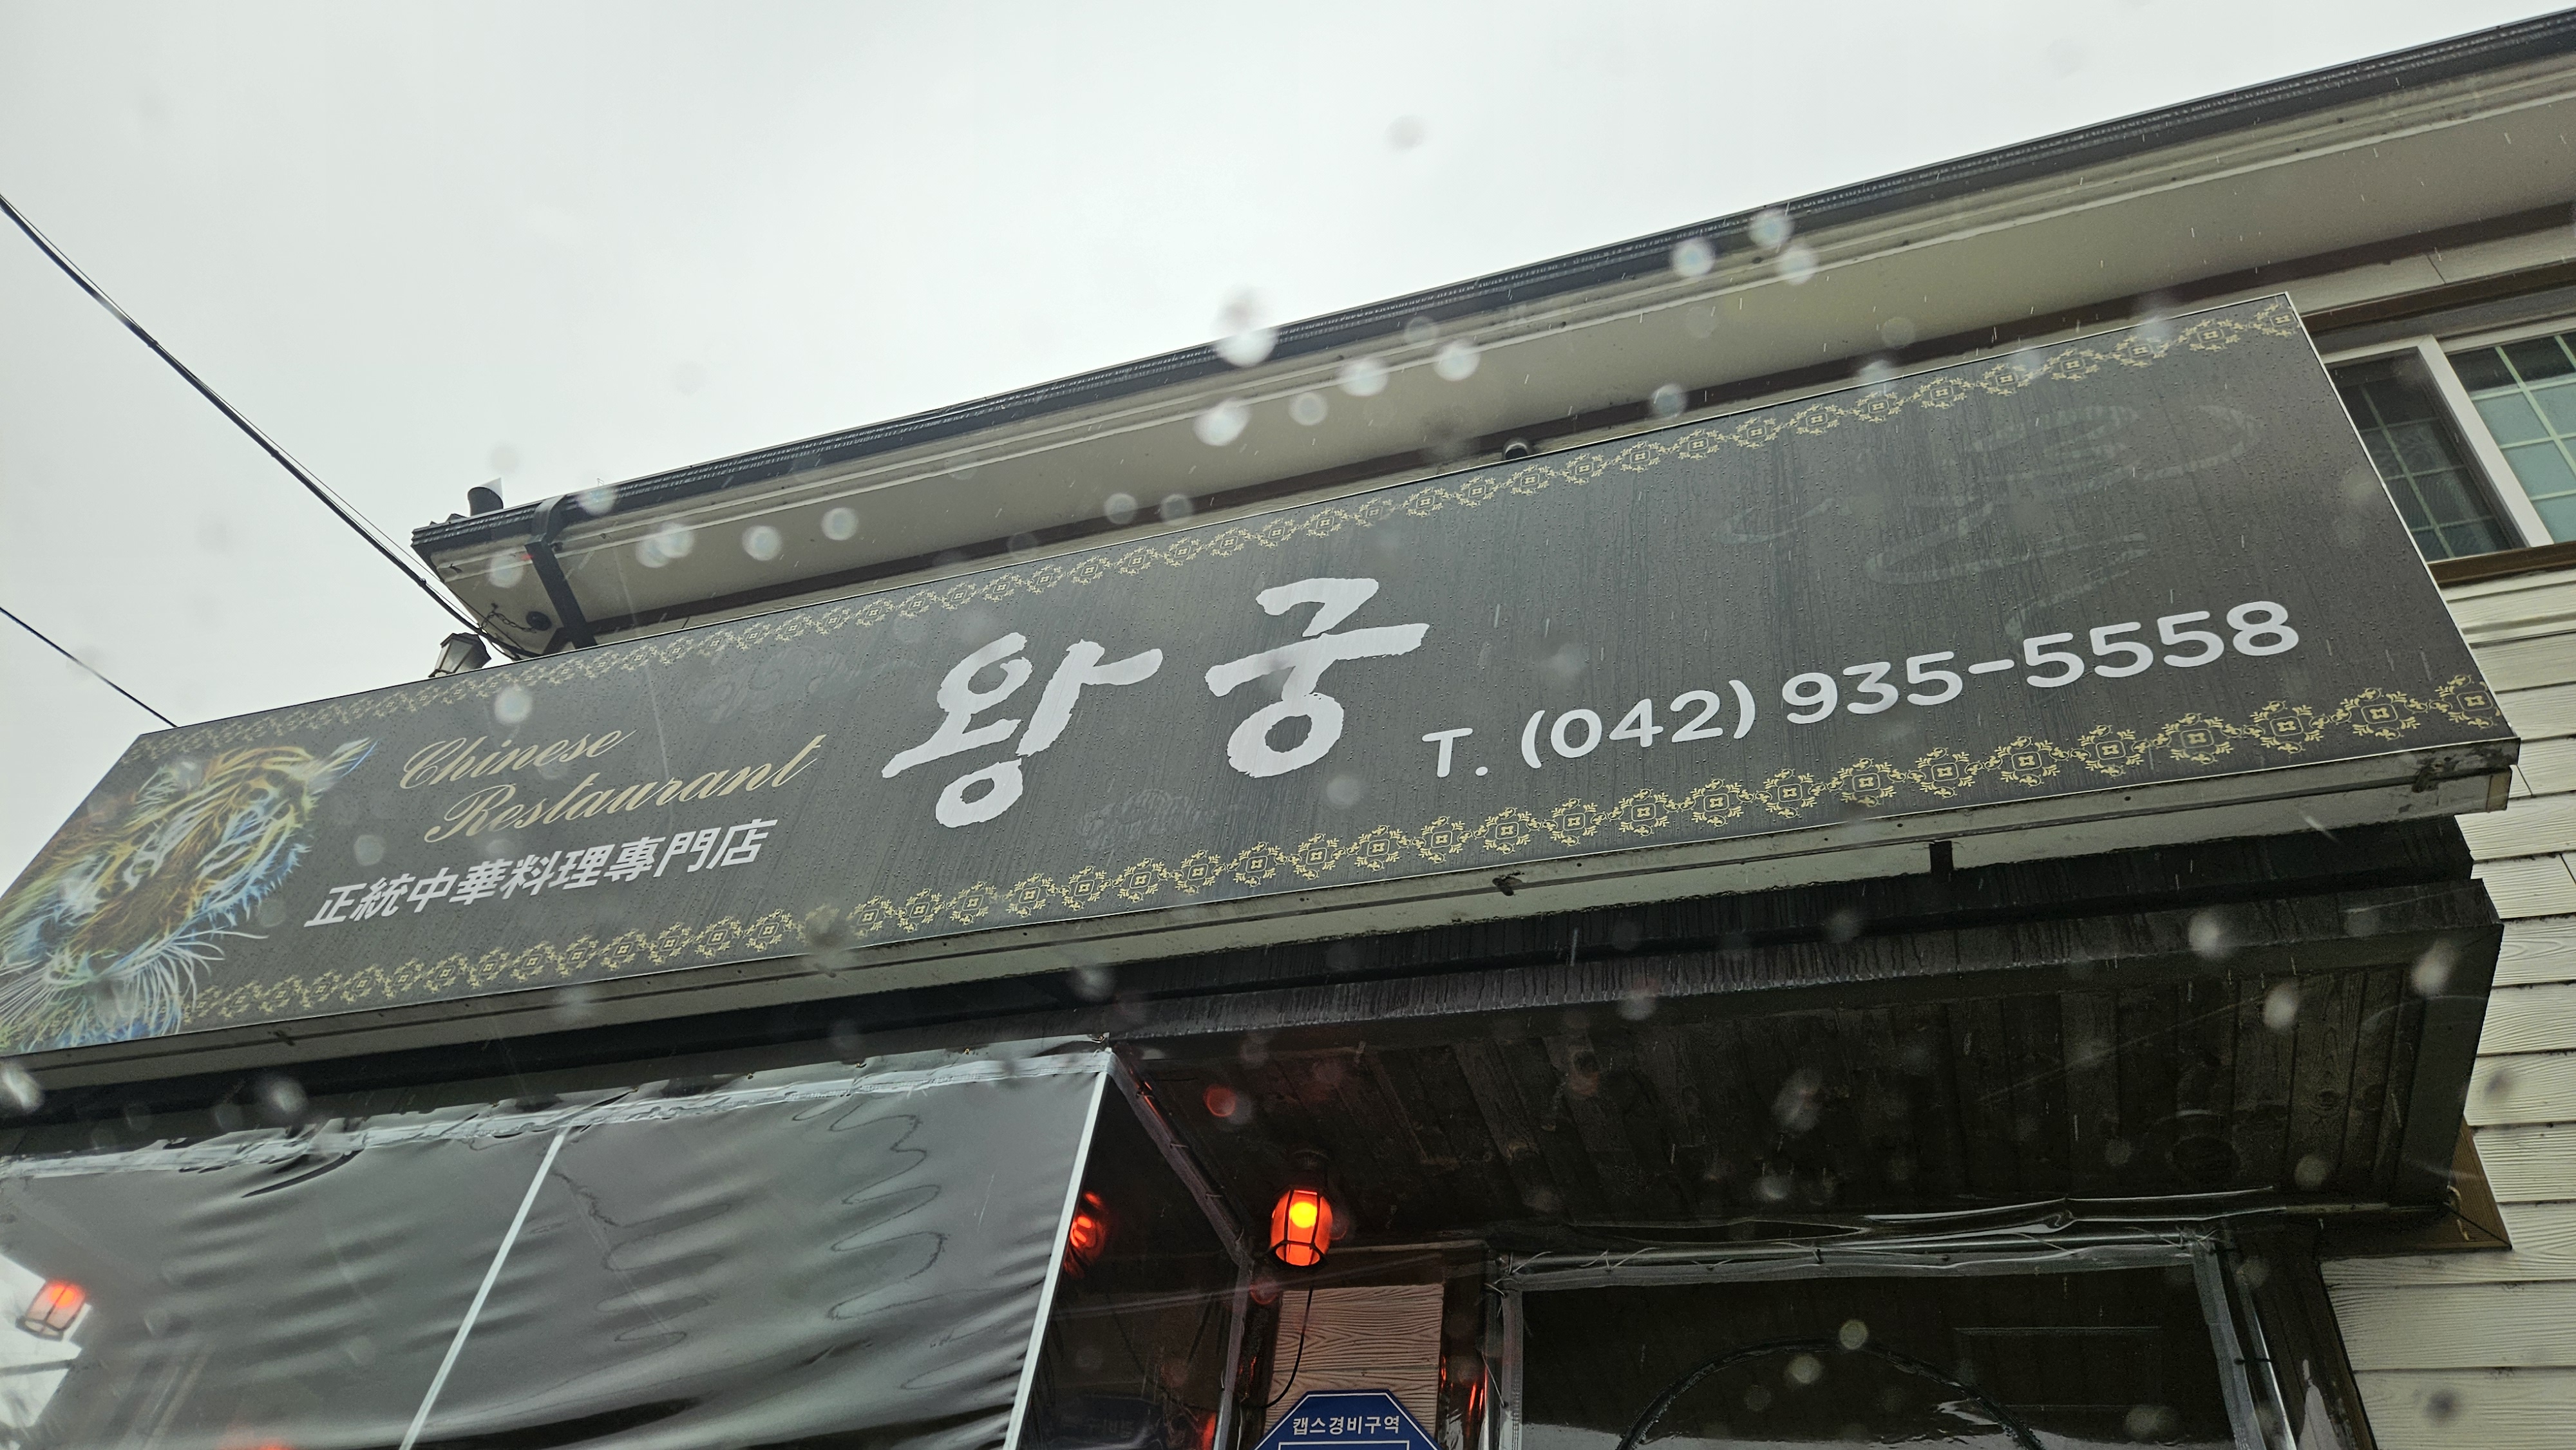 Chinese
Restaurant
正統中華料理專門店
왕궁
T. (042) 935-5558
캡스경비구역